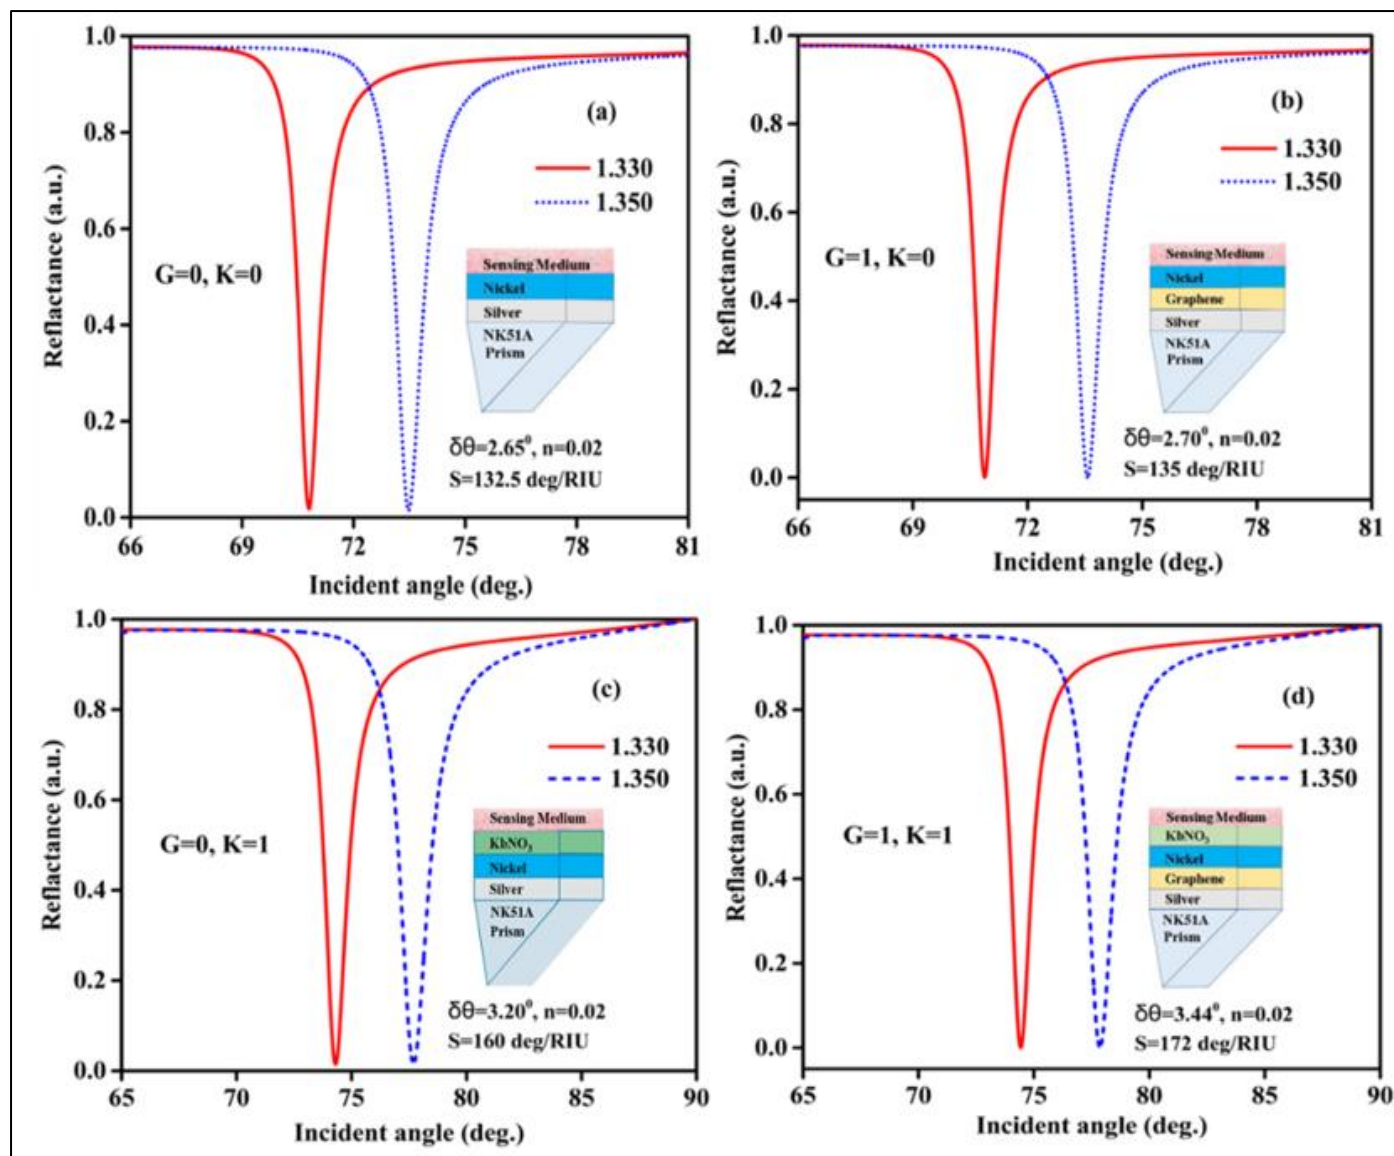 (a)
1.0
0.8
0.6
0.4
0.2
0.0
Reflactance (a.u.)
1.330
1.350
G=0, K=0
Sensing Medium
Nickel
Silver
NK51A
Prism
δθ=2.65⁰, n=0.02
S=132.5 deg/RIU
66 69 72 75 78 81
Incident angle (deg.)
(b)
1.0
0.8
0.6
0.4
0.2
0.0
Reflactance (a.u.)
1.330
1.350
G=1, K=0
Sensing Medium
Nickel
Graphene
Silver
NK51A
Prism
δθ=2.70⁰, n=0.02
S=135 deg/RIU
66 69 72 75 78 81
Incident angle (deg.)
(c)
1.0
0.8
0.6
0.4
0.2
0.0
Reflactance (a.u.)
1.330
1.350
G=0, K=1
Sensing Medium
KbNO₃
Nickel
Silver
NK51A
Prism
δθ=3.20⁰, n=0.02
S=160 deg/RIU
65 70 75 80 85 90
Incident angle (deg.)
(d)
1.0
0.8
0.6
0.4
0.2
0.0
Reflactance (a.u.)
1.330
1.350
G=1, K=1
Sensing Medium
KbNO₃
Nickel
Graphene
Silver
NK51A
Prism
δθ=3.44⁰, n=0.02
S=172 deg/RIU
65 70 75 80 85 90
Incident angle (deg.)